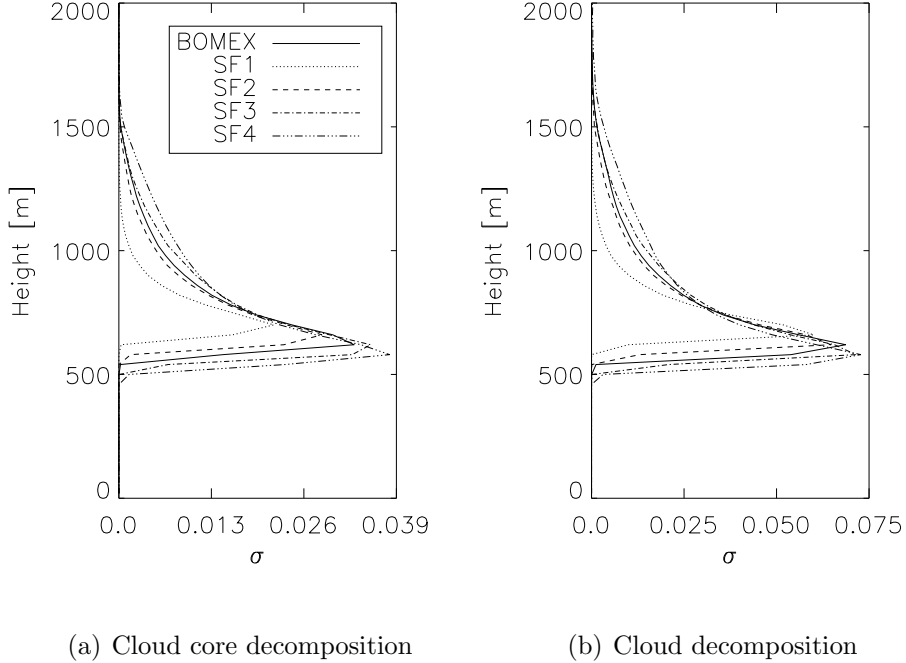 2000
BOMEX
SF1
SF2
SF3
SF4
1500
1000
500
0
Height [m]
0.0 0.013 0.026 0.039
σ
(a) Cloud core decomposition
2000
1500
1000
500
0
Height [m]
0.0 0.025 0.050 0.075
σ
(b) Cloud decomposition